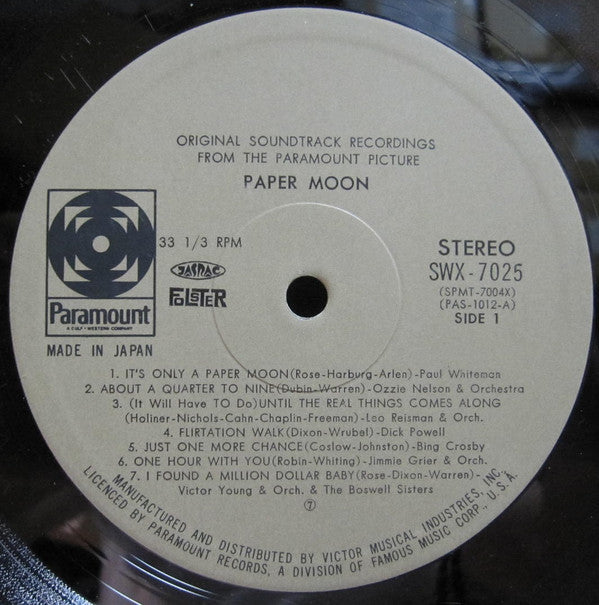 ORIGINAL SOUNDTRACK RECORDINGS
FROM THE PARAMOUNT PICTURE
PAPER MOON
33 1/3 RPM
JASRAC
FOLSTER
Paramount
A GULF+WESTERN COMPANY
MADE IN JAPAN
STEREO
SWX-7025
(SPMT-7004X)
(PAS-1012-A)
SIDE 1
1. IT'S ONLY A PAPER MOON(Rose-Harburg-Arlen)-Paul Whiteman
2. ABOUT A QUARTER TO NINE(Dubin-Warren)-Ozzie Nelson & Orchestra
3. (It Will Have TO Do)UNTIL THE REAL THINGS COMES ALONG
(Holiner-Nichols-Cahn-Chaplin-Freeman)-Leo Reisman & Orch.
4. FLIRTATION WALK(Dixon-Wrubel)-Dick Powell
5. JUST ONE MORE CHANCE(Coslow-Johnston)-Bing Crosby
6. ONE HOUR WITH YOU(Robin-Whiting)-Jimmie Grier & Orch.
7. I FOUND A MILLION DOLLAR BABY(Rose-Dixon-Warren)-
Victor Young & Orch. & The Boswell Sisters
⑦
MANUFACTURED AND DISTRIBUTED BY VICTOR MUSICAL INDUSTRIES, INC.
LICENCED BY PARAMOUNT RECORDS, A DIVISION OF FAMOUS MUSIC CORP., U.S.A.